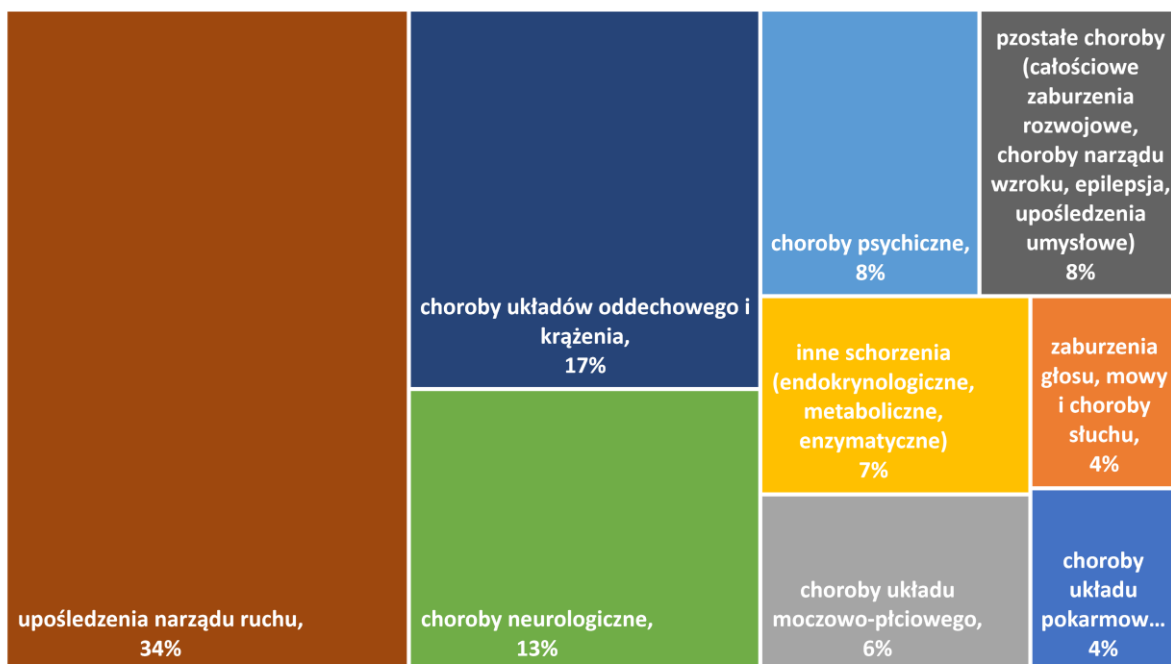 upośledzenia narządu ruchu,
34%
choroby układów oddechowego i
krążenia,
17%
choroby neurologiczne,
13%
choroby psychiczne,
8%
pzostałe choroby
(całościowe
zaburzenia
rozwojowe,
choroby narządu
wzroku, epilepsja,
upośledzenia
umysłowe)
8%
inne schorzenia
(endokrynologiczne,
metaboliczne,
enzymatyczne)
7%
zaburzenia
głosu, mowy
i choroby
słuchu,
4%
choroby układu
moczowo-płciowego,
6%
choroby
układu
pokarmow...
4%